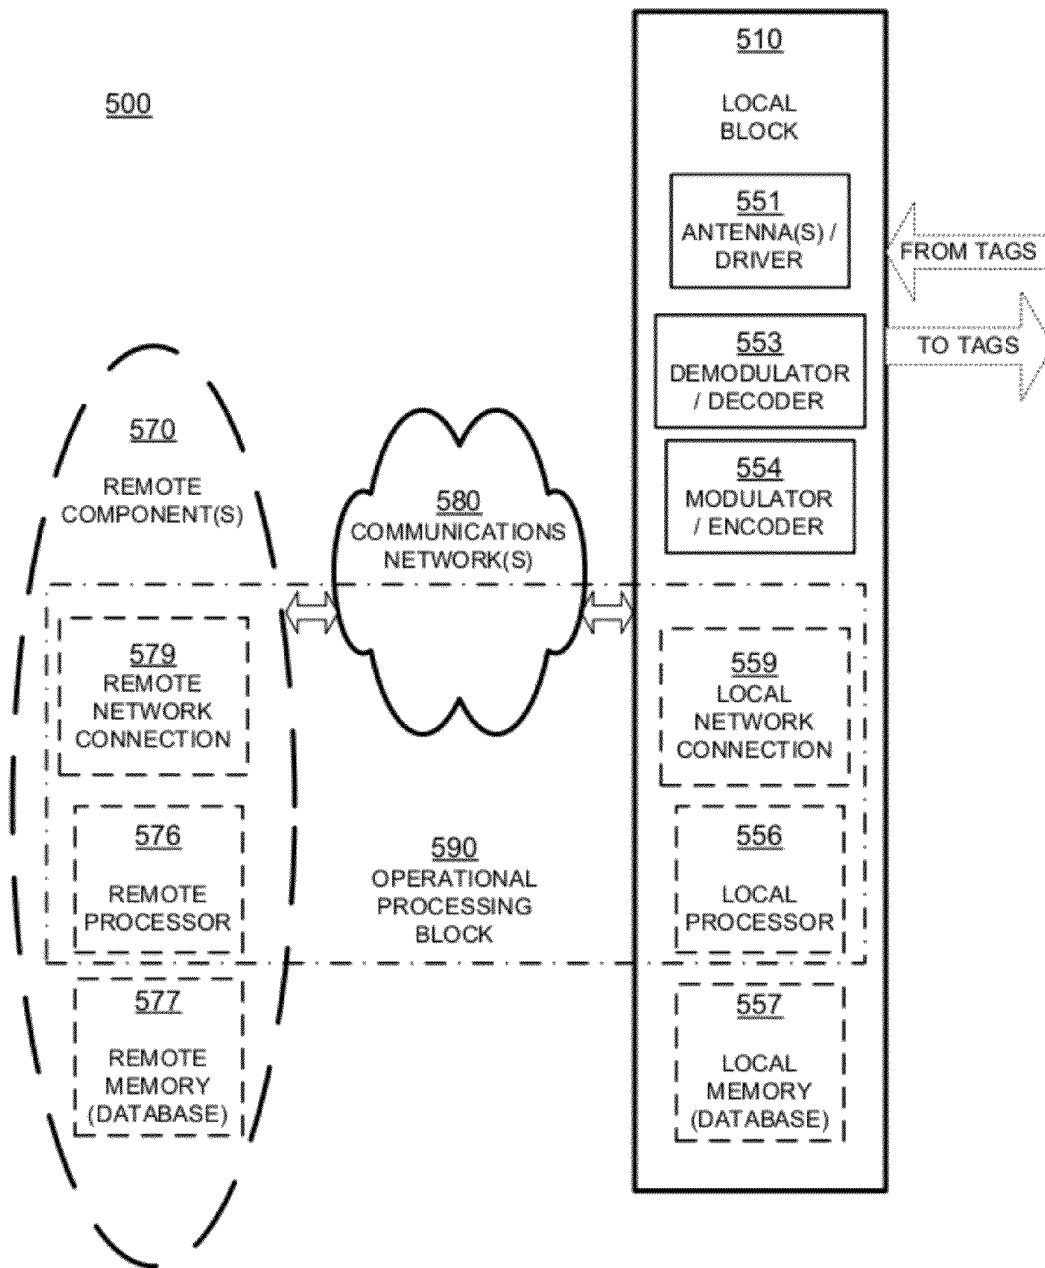 500
510
LOCAL
BLOCK
551
ANTENNA(S) /
DRIVER
FROM TAGS
TO TAGS
553
DEMODULATOR
/ DECODER
554
MODULATOR
/ ENCODER
570
REMOTE
COMPONENT(S)
580
COMMUNICATIONS
NETWORK(S)
579
REMOTE
NETWORK
CONNECTION
559
LOCAL
NETWORK
CONNECTION
576
REMOTE
PROCESSOR
590
OPERATIONAL
PROCESSING
BLOCK
556
LOCAL
PROCESSOR
577
REMOTE
MEMORY
(DATABASE)
557
LOCAL
MEMORY
(DATABASE)